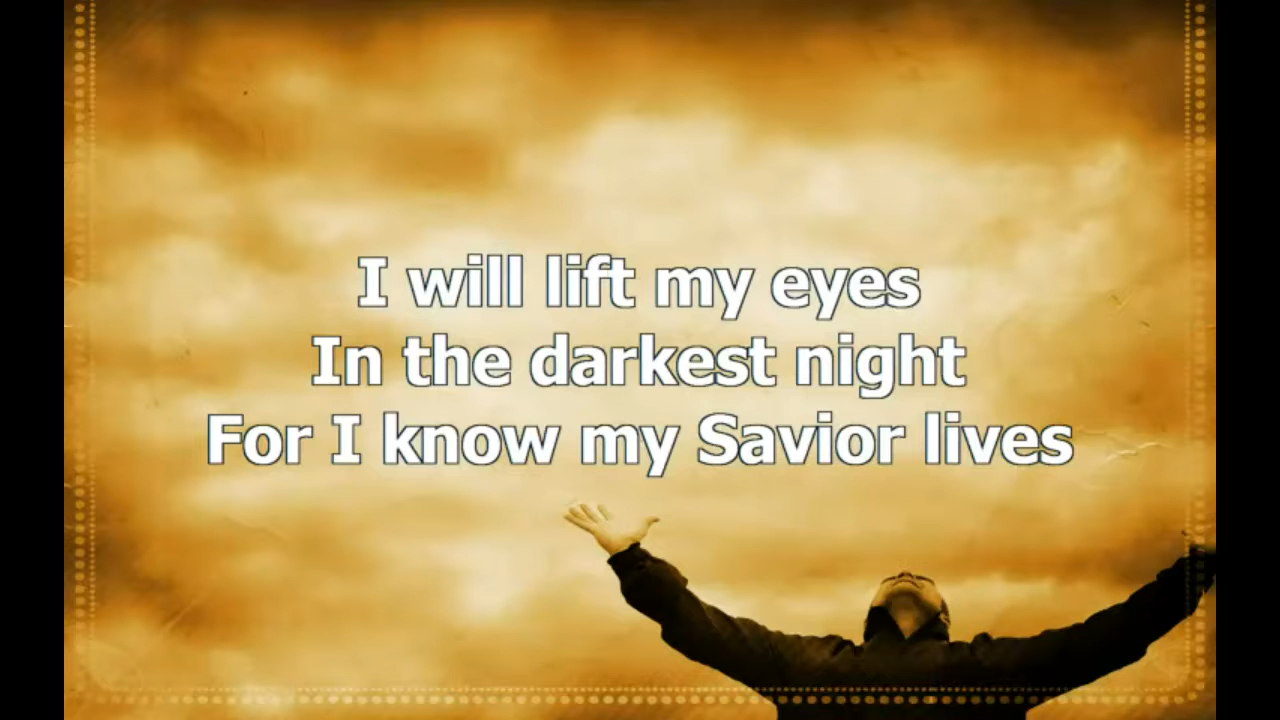 I will lift my eyes
In the darkest night
For I know my Savior lives